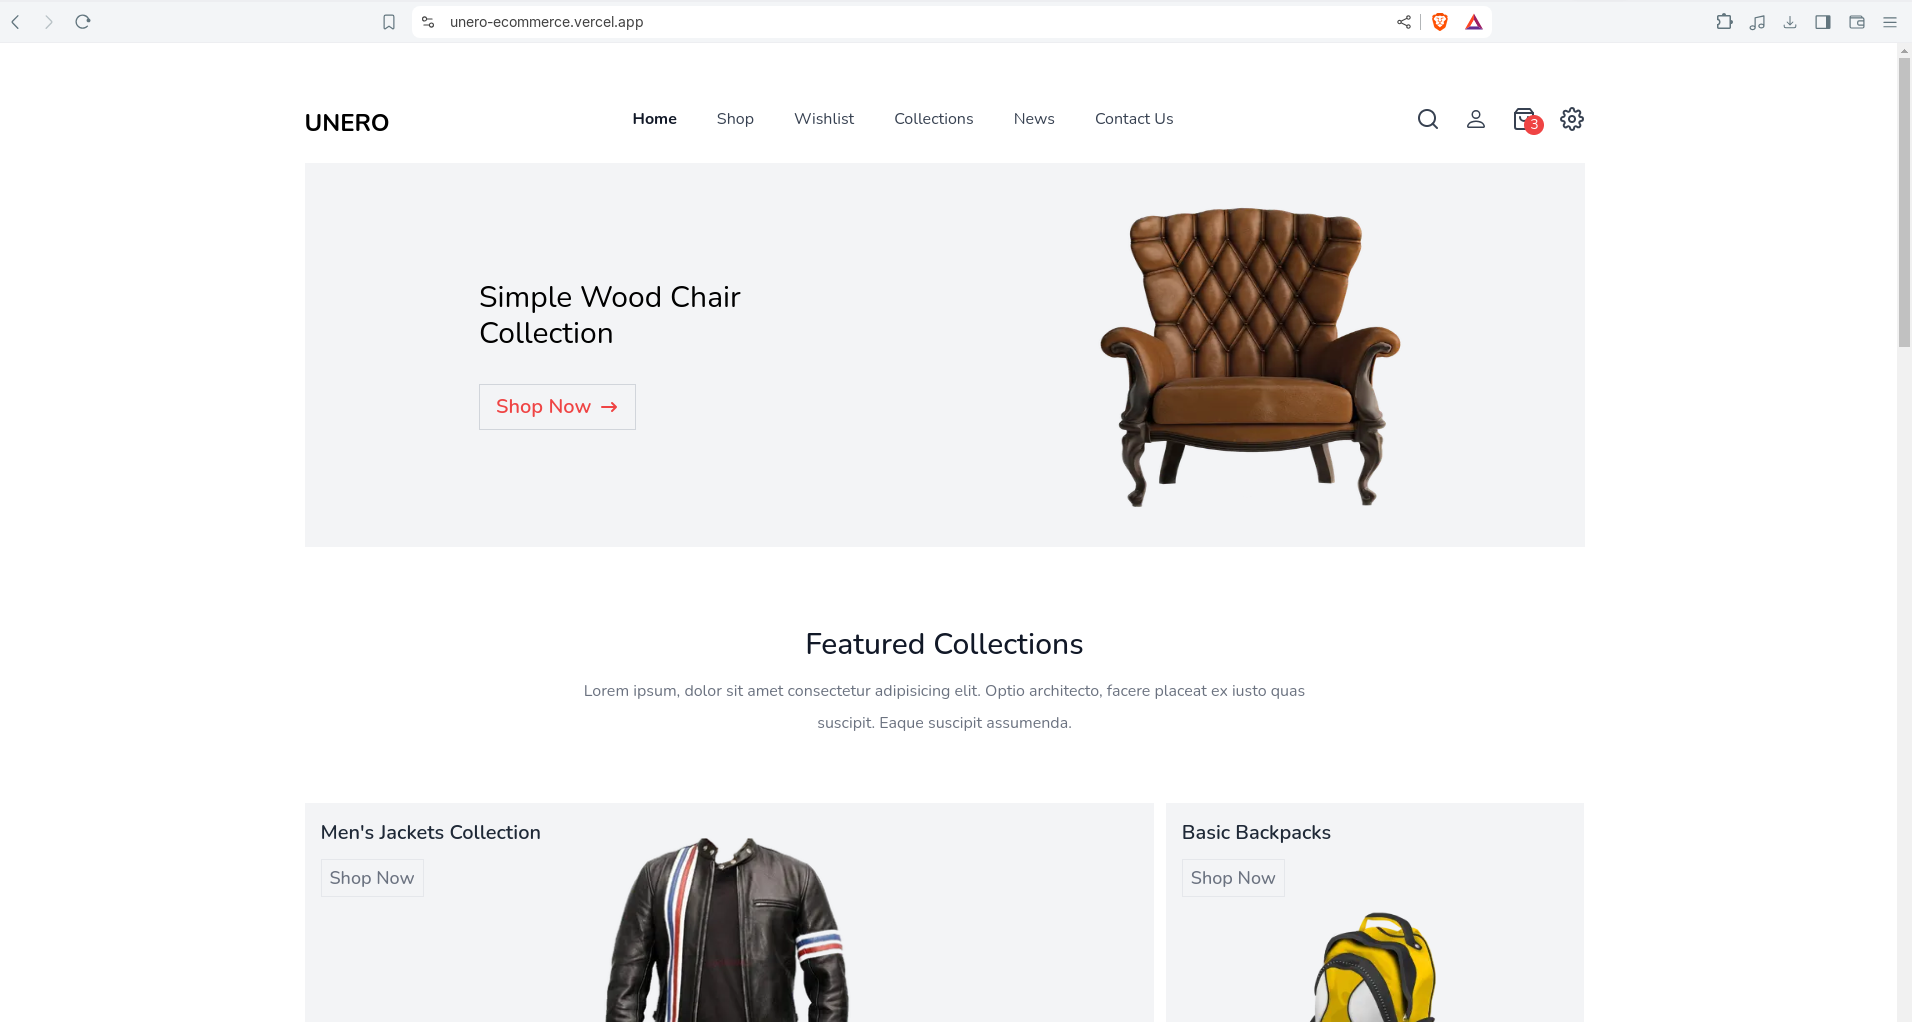 unero-ecommerce.vercel.app
UNERO
Home Shop Wishlist Collections News Contact Us
3
Simple Wood Chair
Collection
Shop Now →
Featured Collections
Lorem ipsum, dolor sit amet consectetur adipisicing elit. Optio architecto, facere placeat ex iusto quas
suscipit. Eaque suscipit assumenda.
Men's Jackets Collection
Shop Now
Basic Backpacks
Shop Now